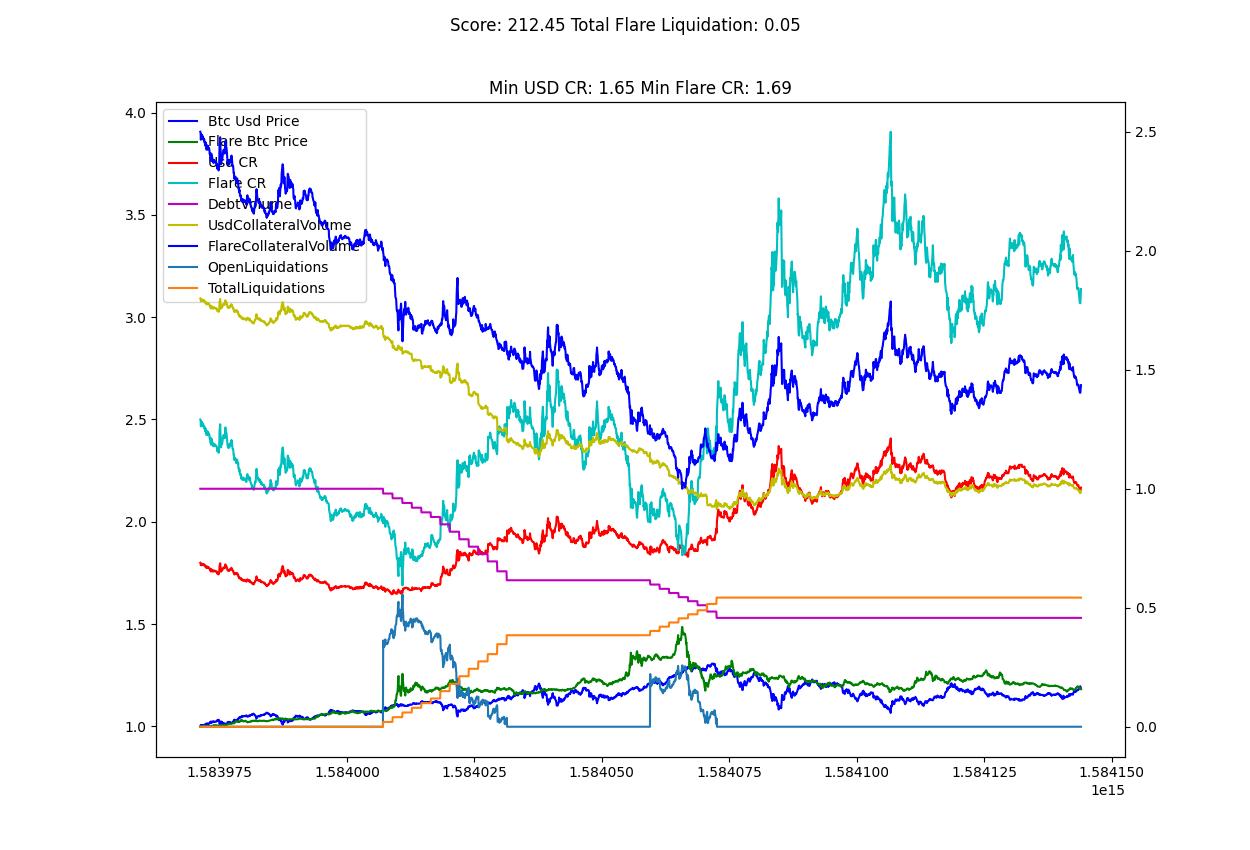 Score: 212.45 Total Flare Liquidation: 0.05
Min USD CR: 1.65 Min Flare CR: 1.69
Btc Usd Price
Flare Btc Price
Usd CR
Flare CR
DebtVolume
UsdCollateralVolume
FlareCollateralVolume
OpenLiquidations
TotalLiquidations
4.0
3.5
3.0
2.5
2.0
1.5
1.0
2.5
2.0
1.5
1.0
0.5
0.0
1.583975 1.584000 1.584025 1.584050 1.584075 1.584100 1.584125 1.584150
1e15